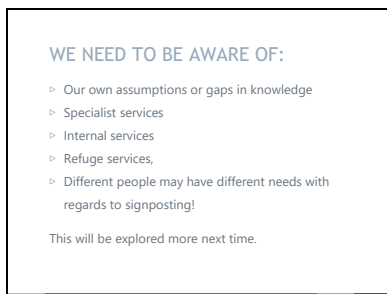 WE NEED TO BE AWARE OF:
▹ Our own assumptions or gaps in knowledge
▹ Specialist services
▹ Internal services
▹ Refuge services,
▹ Different people may have different needs with
regards to signposting!
This will be explored more next time.